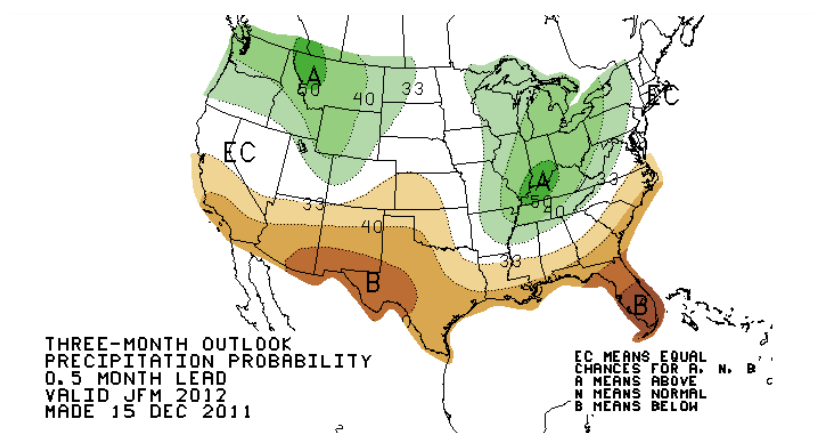 A
50
40
33
EC
EC
A
50
40
3
33
40
33
B
B
THREE-MONTH OUTLOOK
PRECIPITATION PROBABILITY
0.5 MONTH LEAD
VALID JFM 2012
MADE 15 DEC 2011
EC MEANS EQUAL
CHANCES FOR A, N, B
A MEANS ABOVE
N MEANS NORMAL
B MEANS BELOW